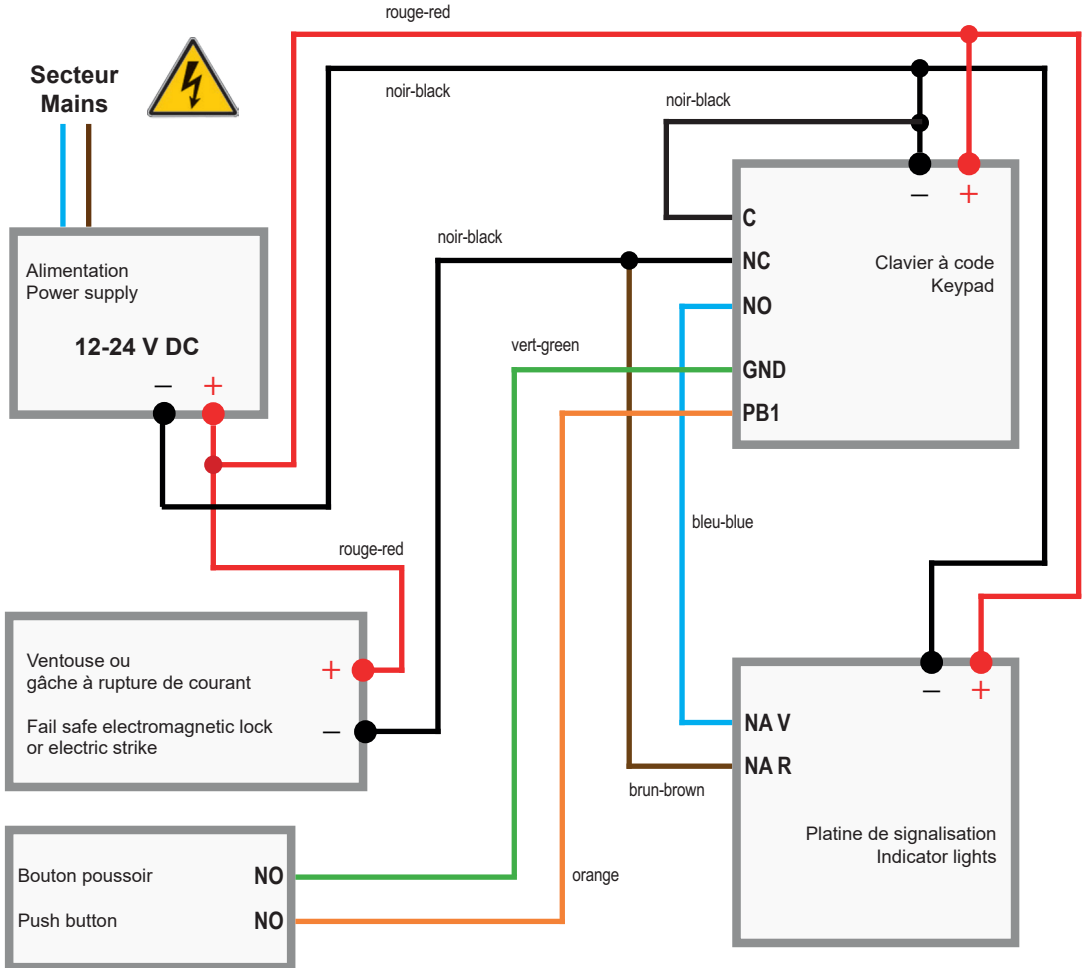 rouge-red
Secteur
Mains
noir-black
noir-black
− +
C
noir-black
NC
Clavier à code
Keypad
Alimentation
Power supply
NO
12-24 V DC
vert-green
GND
− +
PB1
bleu-blue
rouge-red
Ventouse ou
gâche à rupture de courant
+
− +
Fail safe electromagnetic lock
or electric strike
−
NA V
NA R
brun-brown
Platine de signalisation
Indicator lights
Bouton poussoir
NO
orange
Push button
NO